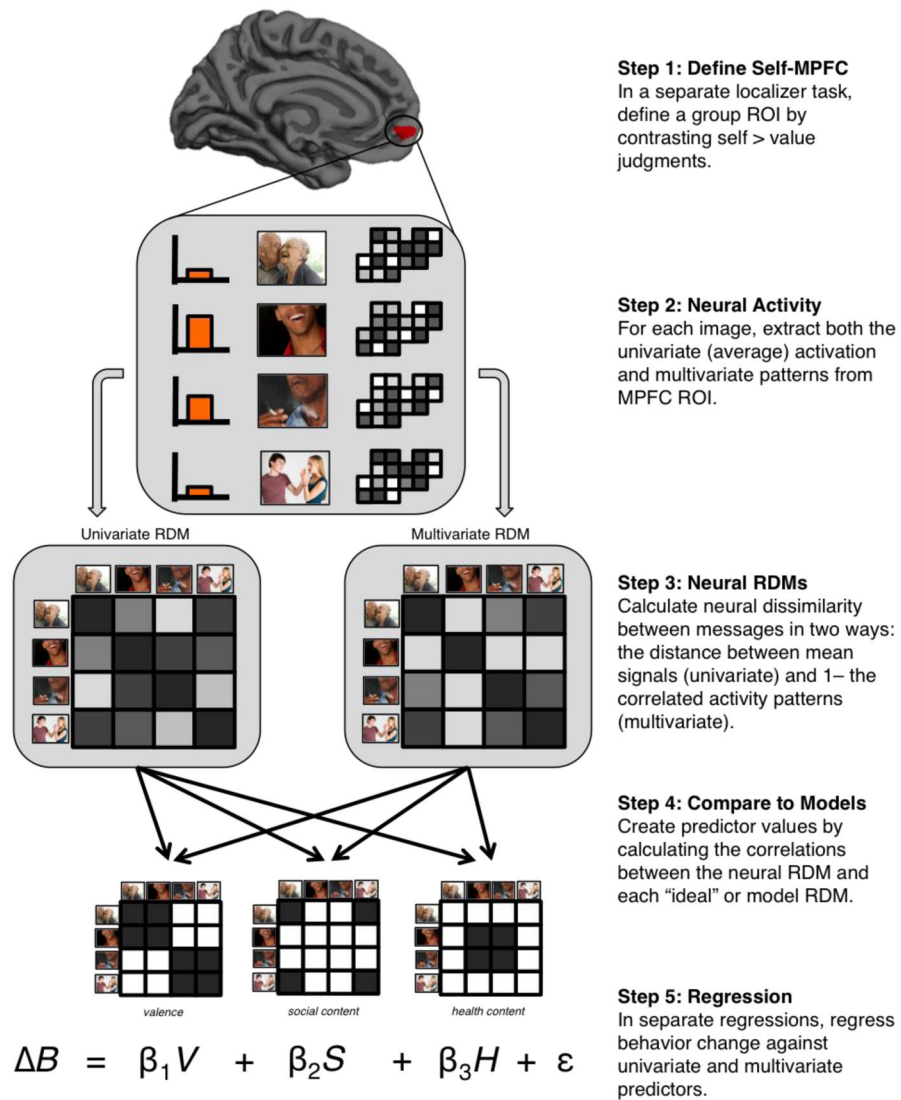 Step 1: Define Self-MPFC
In a separate localizer task,
define a group ROI by
contrasting self > value
judgments.
Step 2: Neural Activity
For each image, extract both the
univariate (average) activation
and multivariate patterns from
MPFC ROI.
Univariate RDM
Multivariate RDM
Step 3: Neural RDMs
Calculate neural dissimilarity
between messages in two ways:
the distance between mean
signals (univariate) and 1– the
correlated activity patterns
(multivariate).
Step 4: Compare to Models
Create predictor values by
calculating the correlations
between the neural RDM and
each “ideal” or model RDM.
valence
social content
health content
Step 5: Regression
In separate regressions, regress
behavior change against
univariate and multivariate
predictors.
ΔB = β₁V + β₂S + β₃H + ε